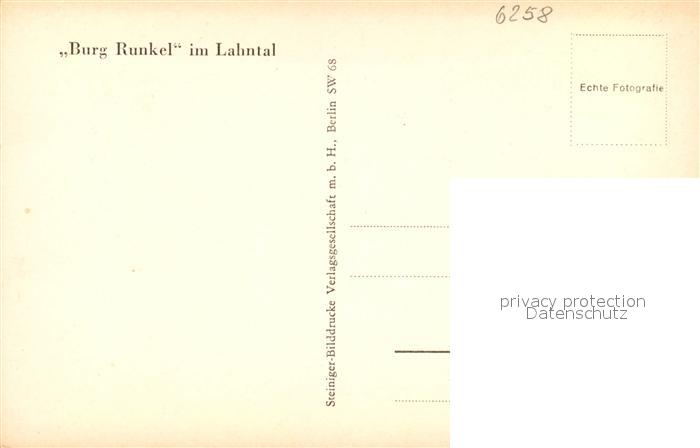 6258
„Burg Runkel“ im Lahntal
Echte Fotografie
Steiniger-Bilddrucke Verlagsgesellschaft m. b. H., Berlin SW 68
privacy protection
Datenschutz